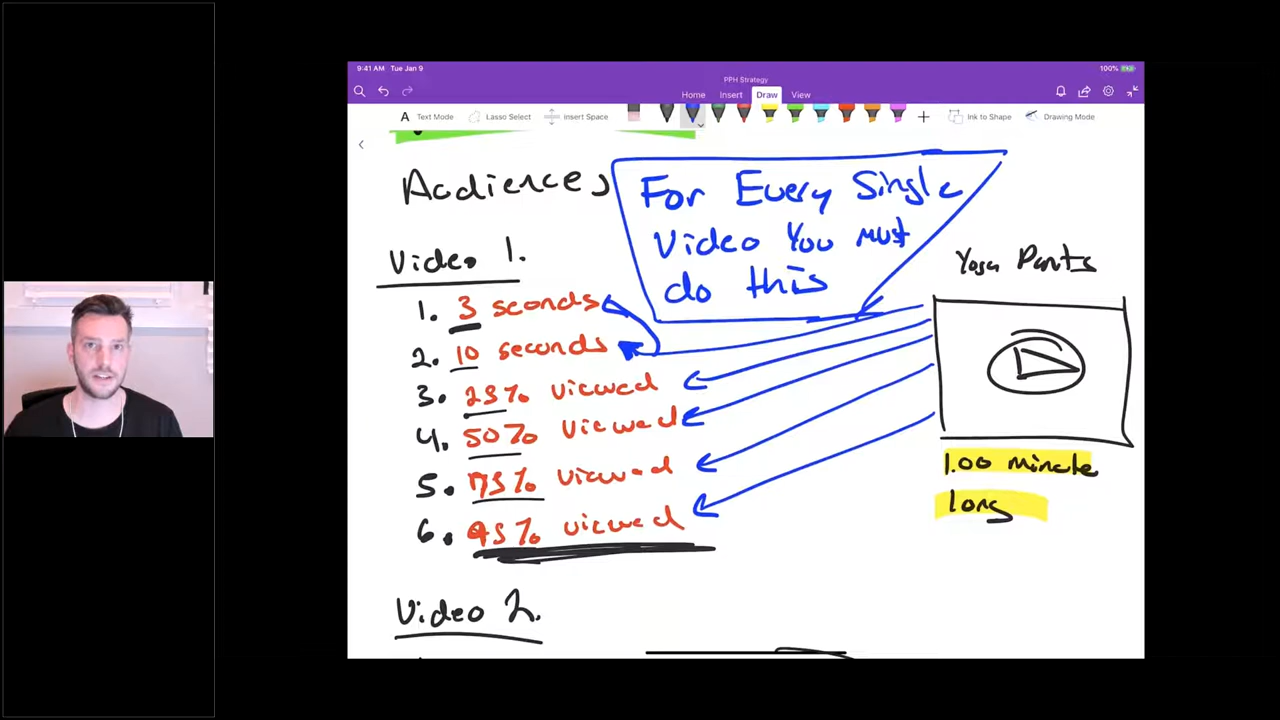 9:41 AM Tue Jan 9
100%
PPH Strategy
Home Insert Draw View
Text Mode Lasso Select Insert Space Ink to Shape Drawing Mode
Audiences
For Every Single
Video You must
do this
Video 1.
Yoga Pants
1. 3 seconds
2. 10 seconds
3. 25% viewed
4. 50% viewed
5. 75% viewed
6. 95% viewed
1.00 minute
long
Video 2.